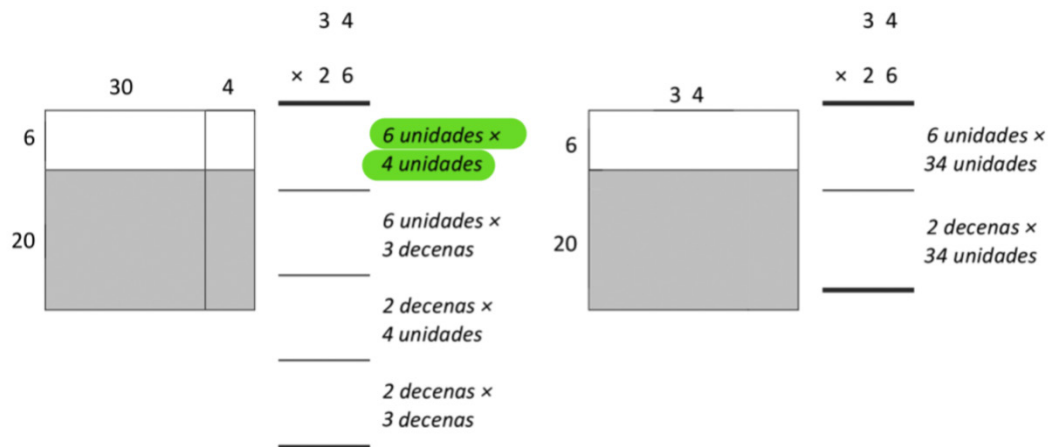 3 4
× 2 6
30
4
6
20
6 unidades ×
4 unidades
6 unidades ×
3 decenas
2 decenas ×
4 unidades
2 decenas ×
3 decenas
3 4
× 2 6
3 4
6
20
6 unidades ×
34 unidades
2 decenas ×
34 unidades